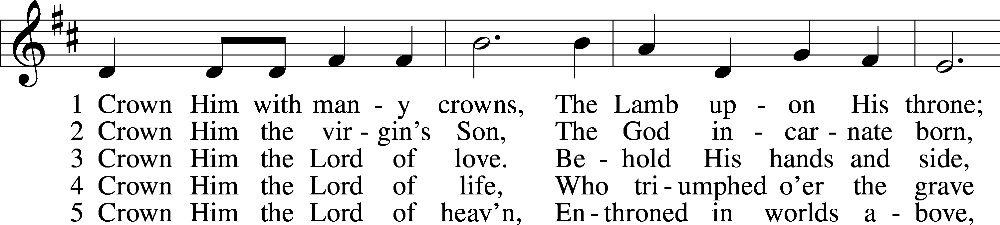 1 Crown Him with man - y crowns, The Lamb up - on His throne;
2 Crown Him the vir - gin’s Son, The God in - car - nate born,
3 Crown Him the Lord of love. Be - hold His hands and side,
4 Crown Him the Lord of life, Who tri - umphed o’er the grave
5 Crown Him the Lord of heav’n, En - throned in worlds a - bove,